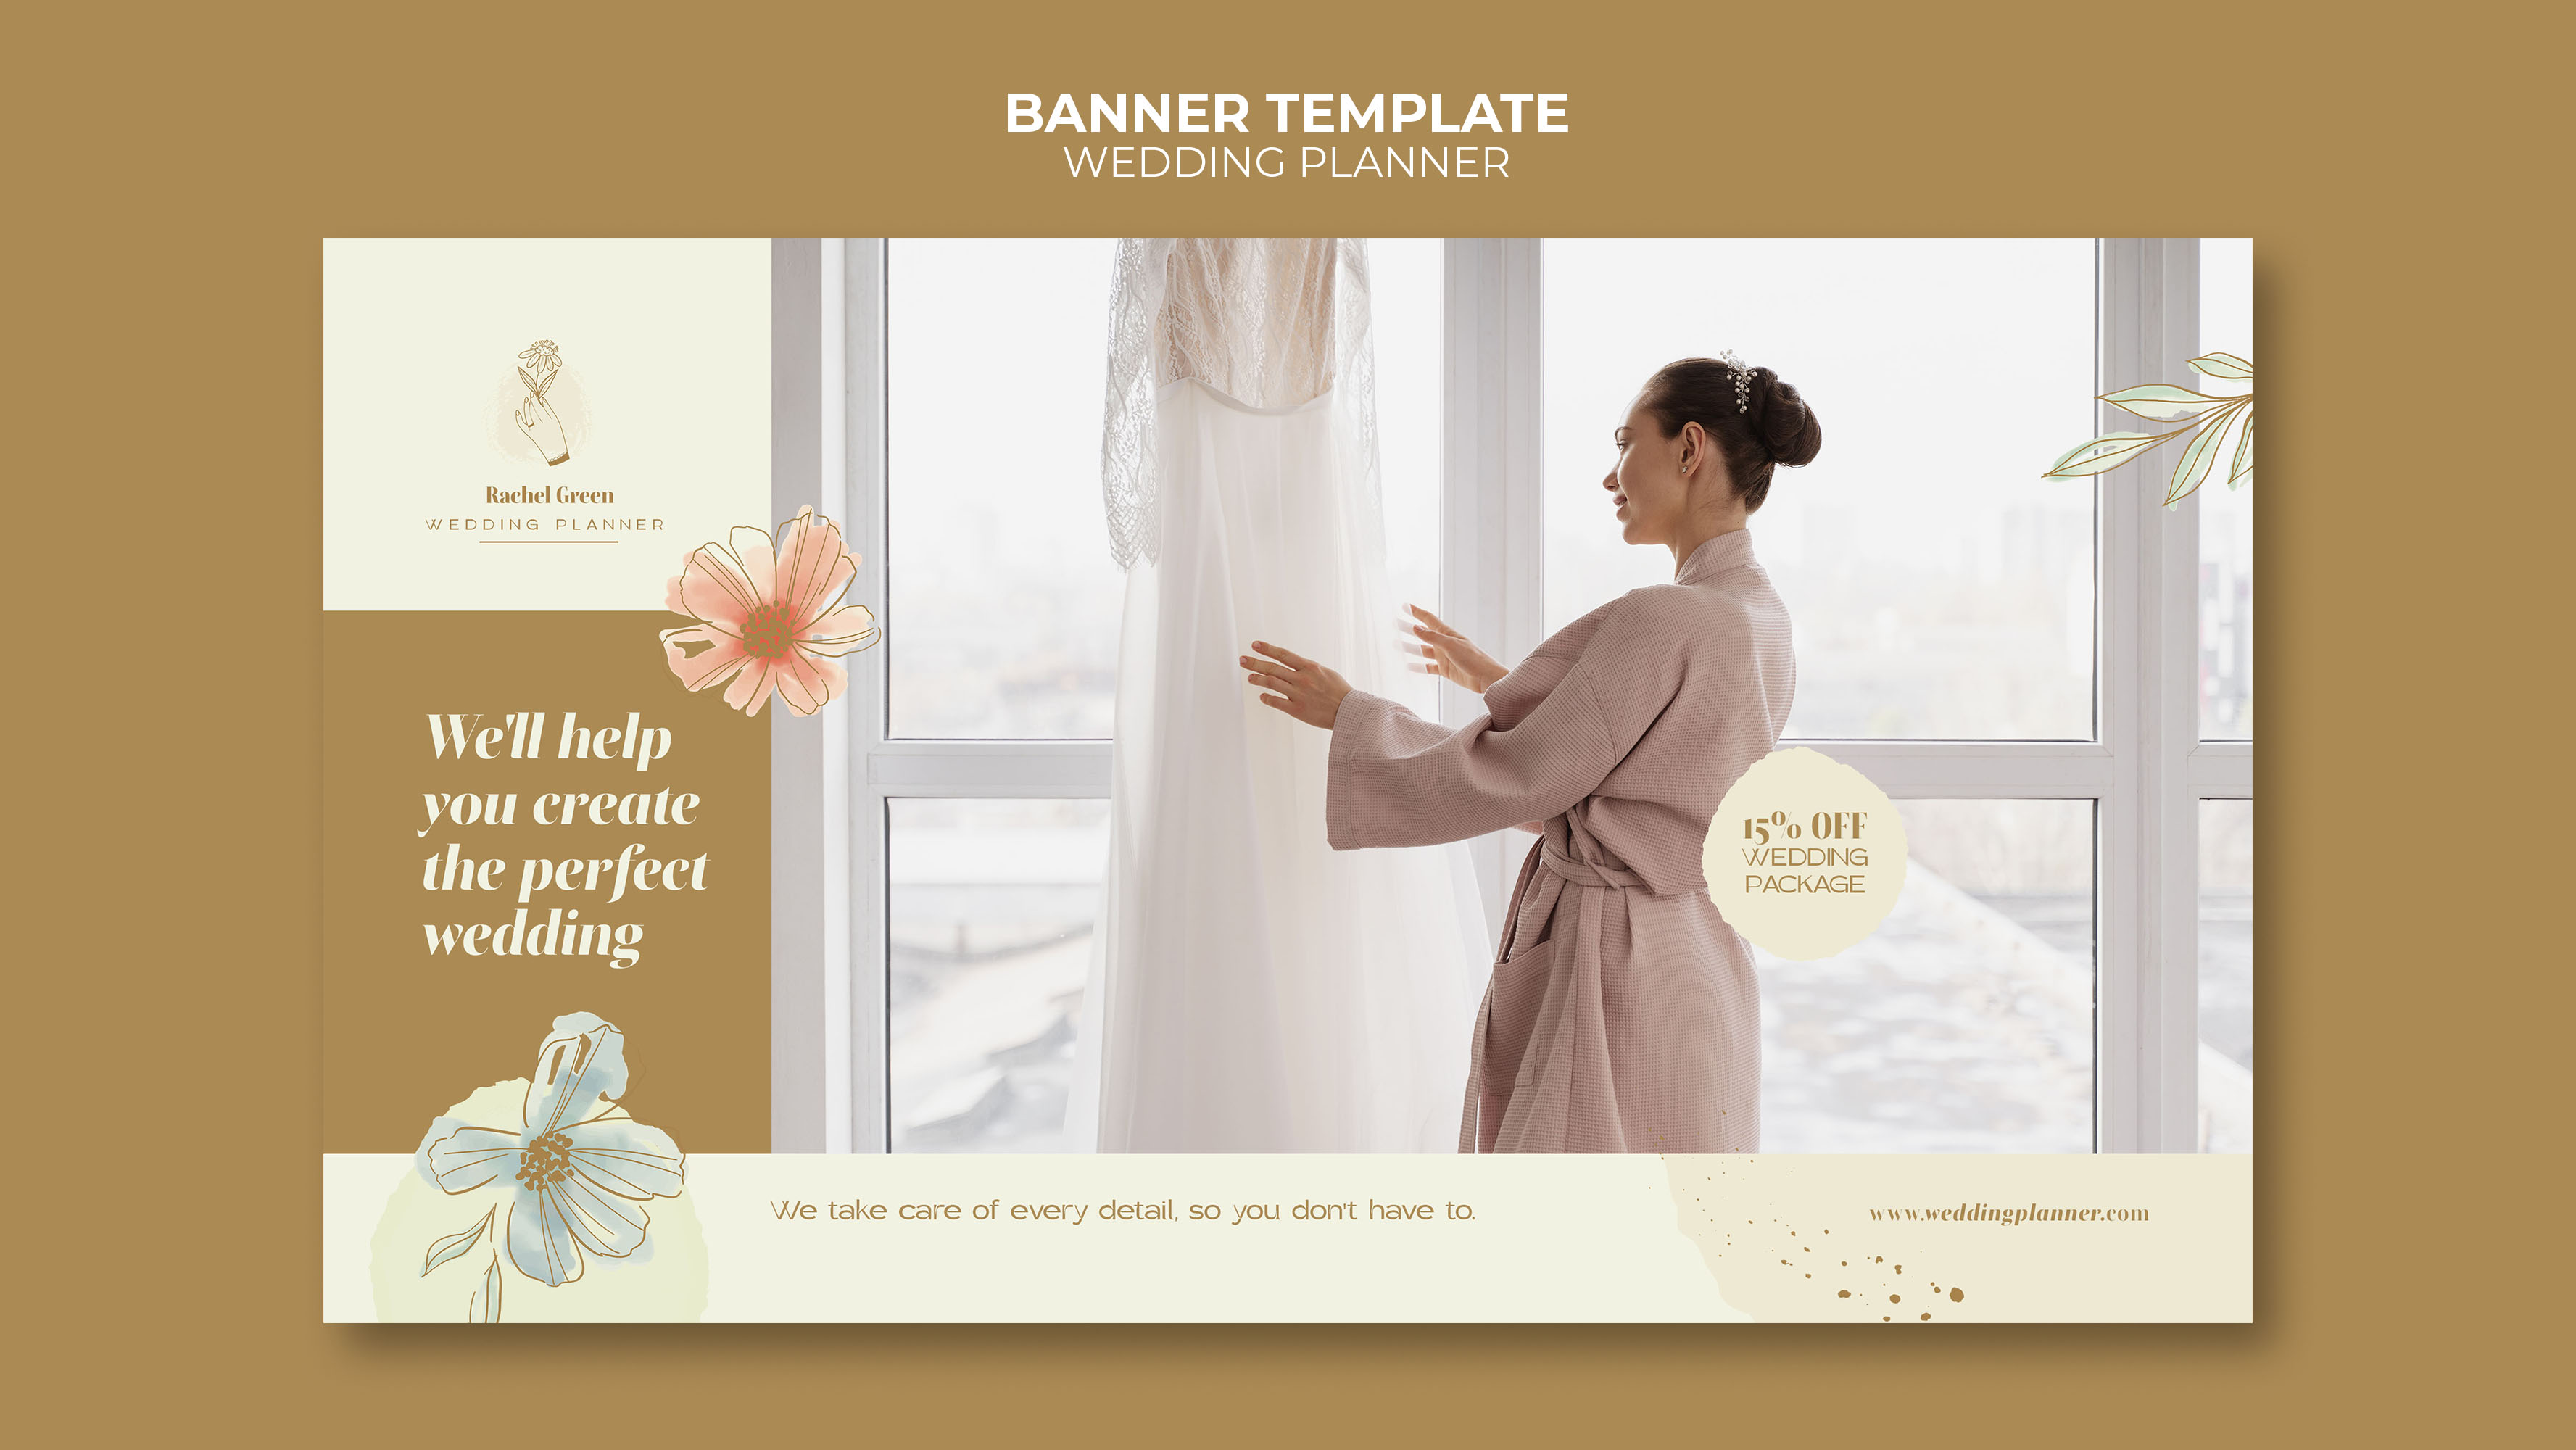 BANNER TEMPLATE
WEDDING PLANNER
Rachel Green
WEDDING PLANNER
We'll help
you create
the perfect
wedding
15% OFF
WEDDING
PACKAGE
We take care of every detail, so you don't have to.
www.weddingplanner.com